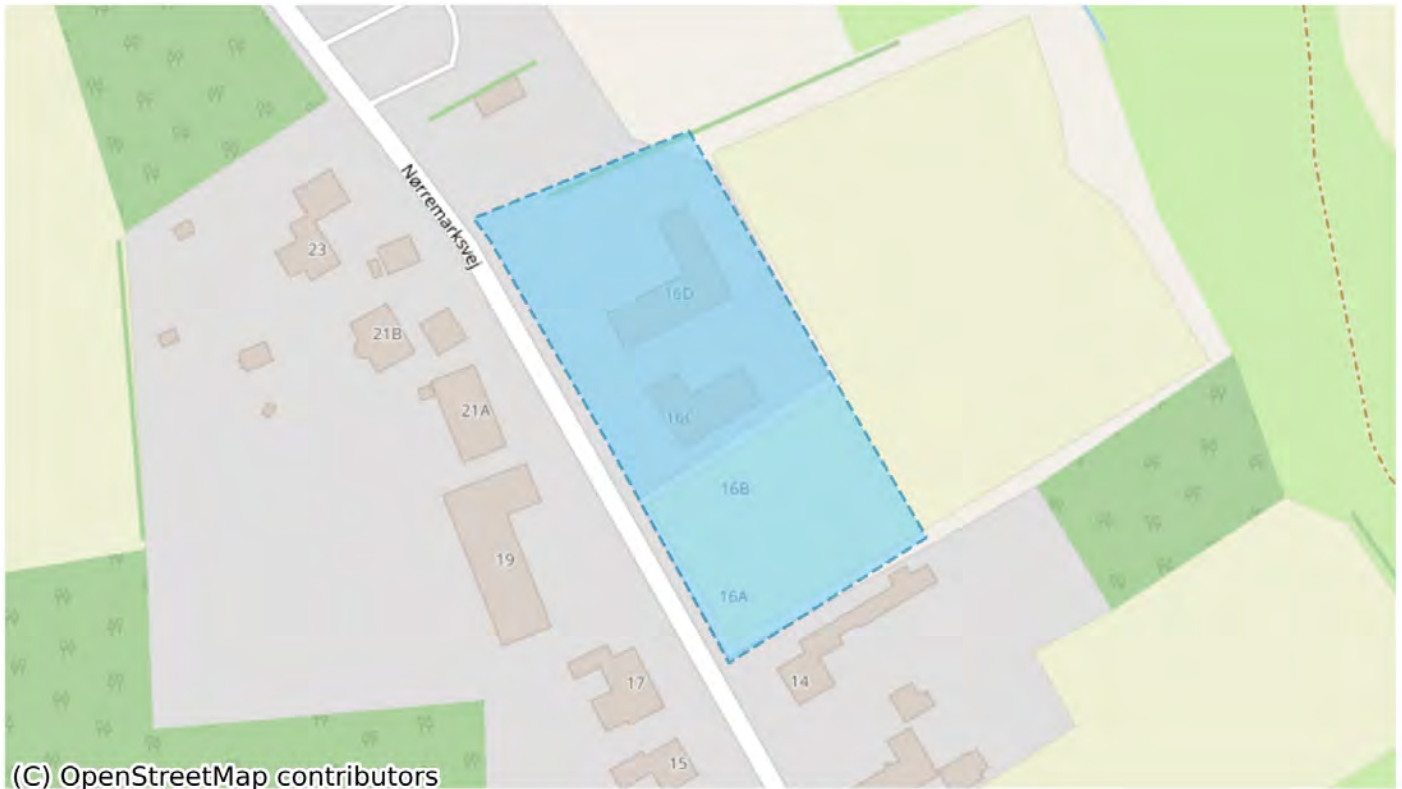 Nørremarksvej
23
16D
21B
21A
16C
16B
19
16A
17
14
15
(C) OpenStreetMap contributors